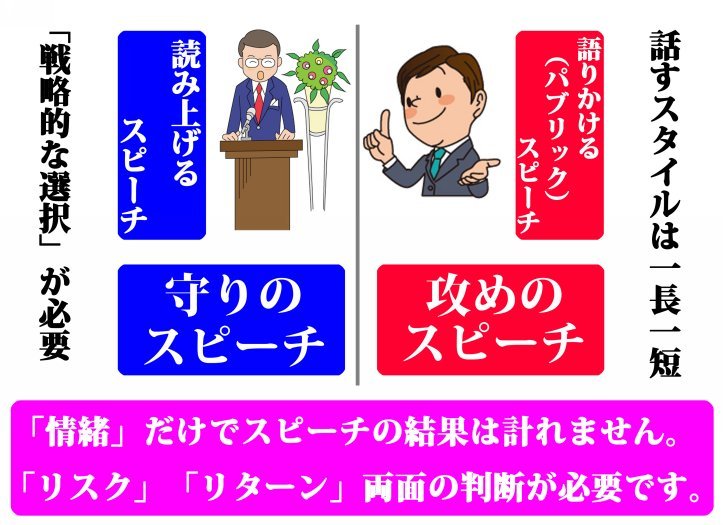 話すスタイルは一長一短
語りかける
（パブリック）
スピーチ
攻めの
スピーチ
読み上げる
スピーチ
守りの
スピーチ
「戦略的な選択」が必要
「情緒」だけでスピーチの結果は計れません。
「リスク」「リターン」両面の判断が必要です。